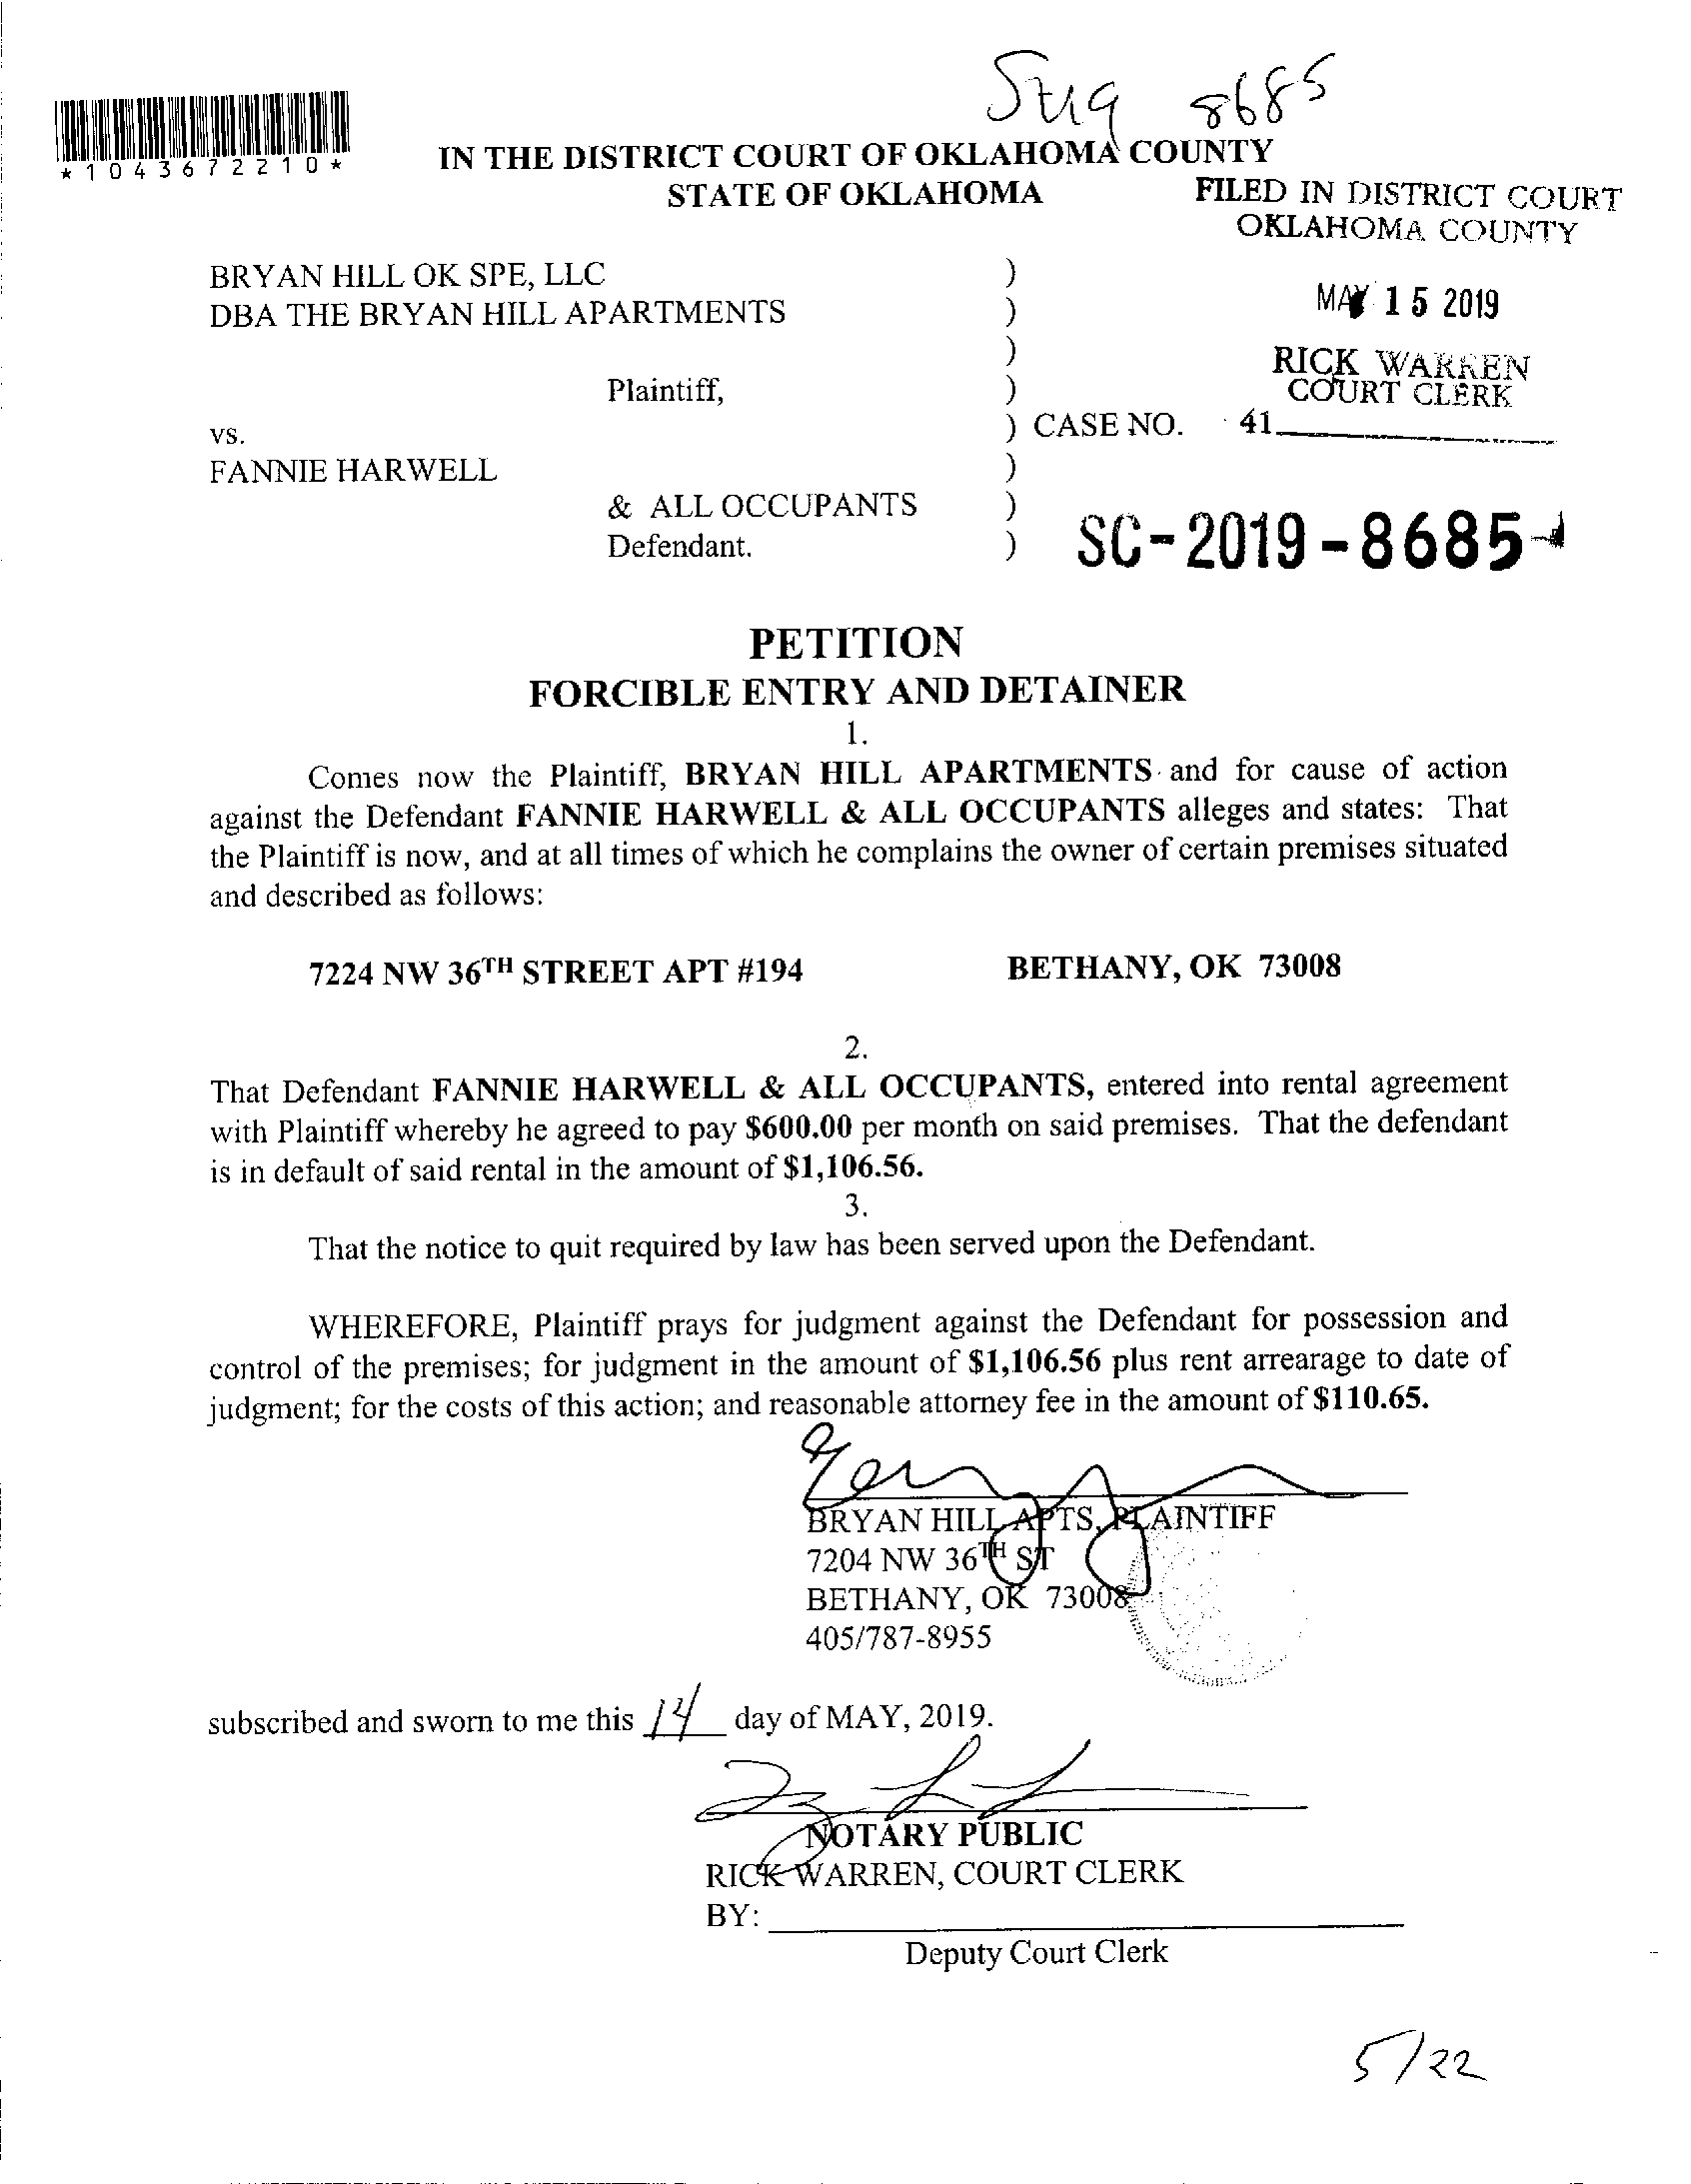 8685
*1043672210*
IN THE DISTRICT COURT OF OKLAHOMA COUNTY
STATE OF OKLAHOMA
FILED IN DISTRICT COURT
OKLAHOMA COUNTY
BRYAN HILL OK SPE, LLC )
DBA THE BRYAN HILL APARTMENTS )
MAY 15 2019
)
RICK WARREN
COURT CLERK
Plaintiff, )
vs. ) CASE NO. 41
FANNIE HARWELL )
& ALL OCCUPANTS )
Defendant. )
SC-2019-8685
PETITION
FORCIBLE ENTRY AND DETAINER
1.
Comes now the Plaintiff, BRYAN HILL APARTMENTS and for cause of action
against the Defendant FANNIE HARWELL & ALL OCCUPANTS alleges and states: That
the Plaintiff is now, and at all times of which he complains the owner of certain premises situated
and described as follows:
7224 NW 36TH STREET APT #194 BETHANY, OK 73008
2.
That Defendant FANNIE HARWELL & ALL OCCUPANTS, entered into rental agreement
with Plaintiff whereby he agreed to pay $600.00 per month on said premises. That the defendant
is in default of said rental in the amount of $1,106.56.
3.
That the notice to quit required by law has been served upon the Defendant.
WHEREFORE, Plaintiff prays for judgment against the Defendant for possession and
control of the premises; for judgment in the amount of $1,106.56 plus rent arrearage to date of
judgment; for the costs of this action; and reasonable attorney fee in the amount of $110.65.
BRYAN HILL APTS, PLAINTIFF
7204 NW 36TH ST
BETHANY, OK 73008
405/787-8955
subscribed and sworn to me this 14 day of MAY, 2019.
NOTARY PUBLIC
RICK WARREN, COURT CLERK
BY:
Deputy Court Clerk
5/22